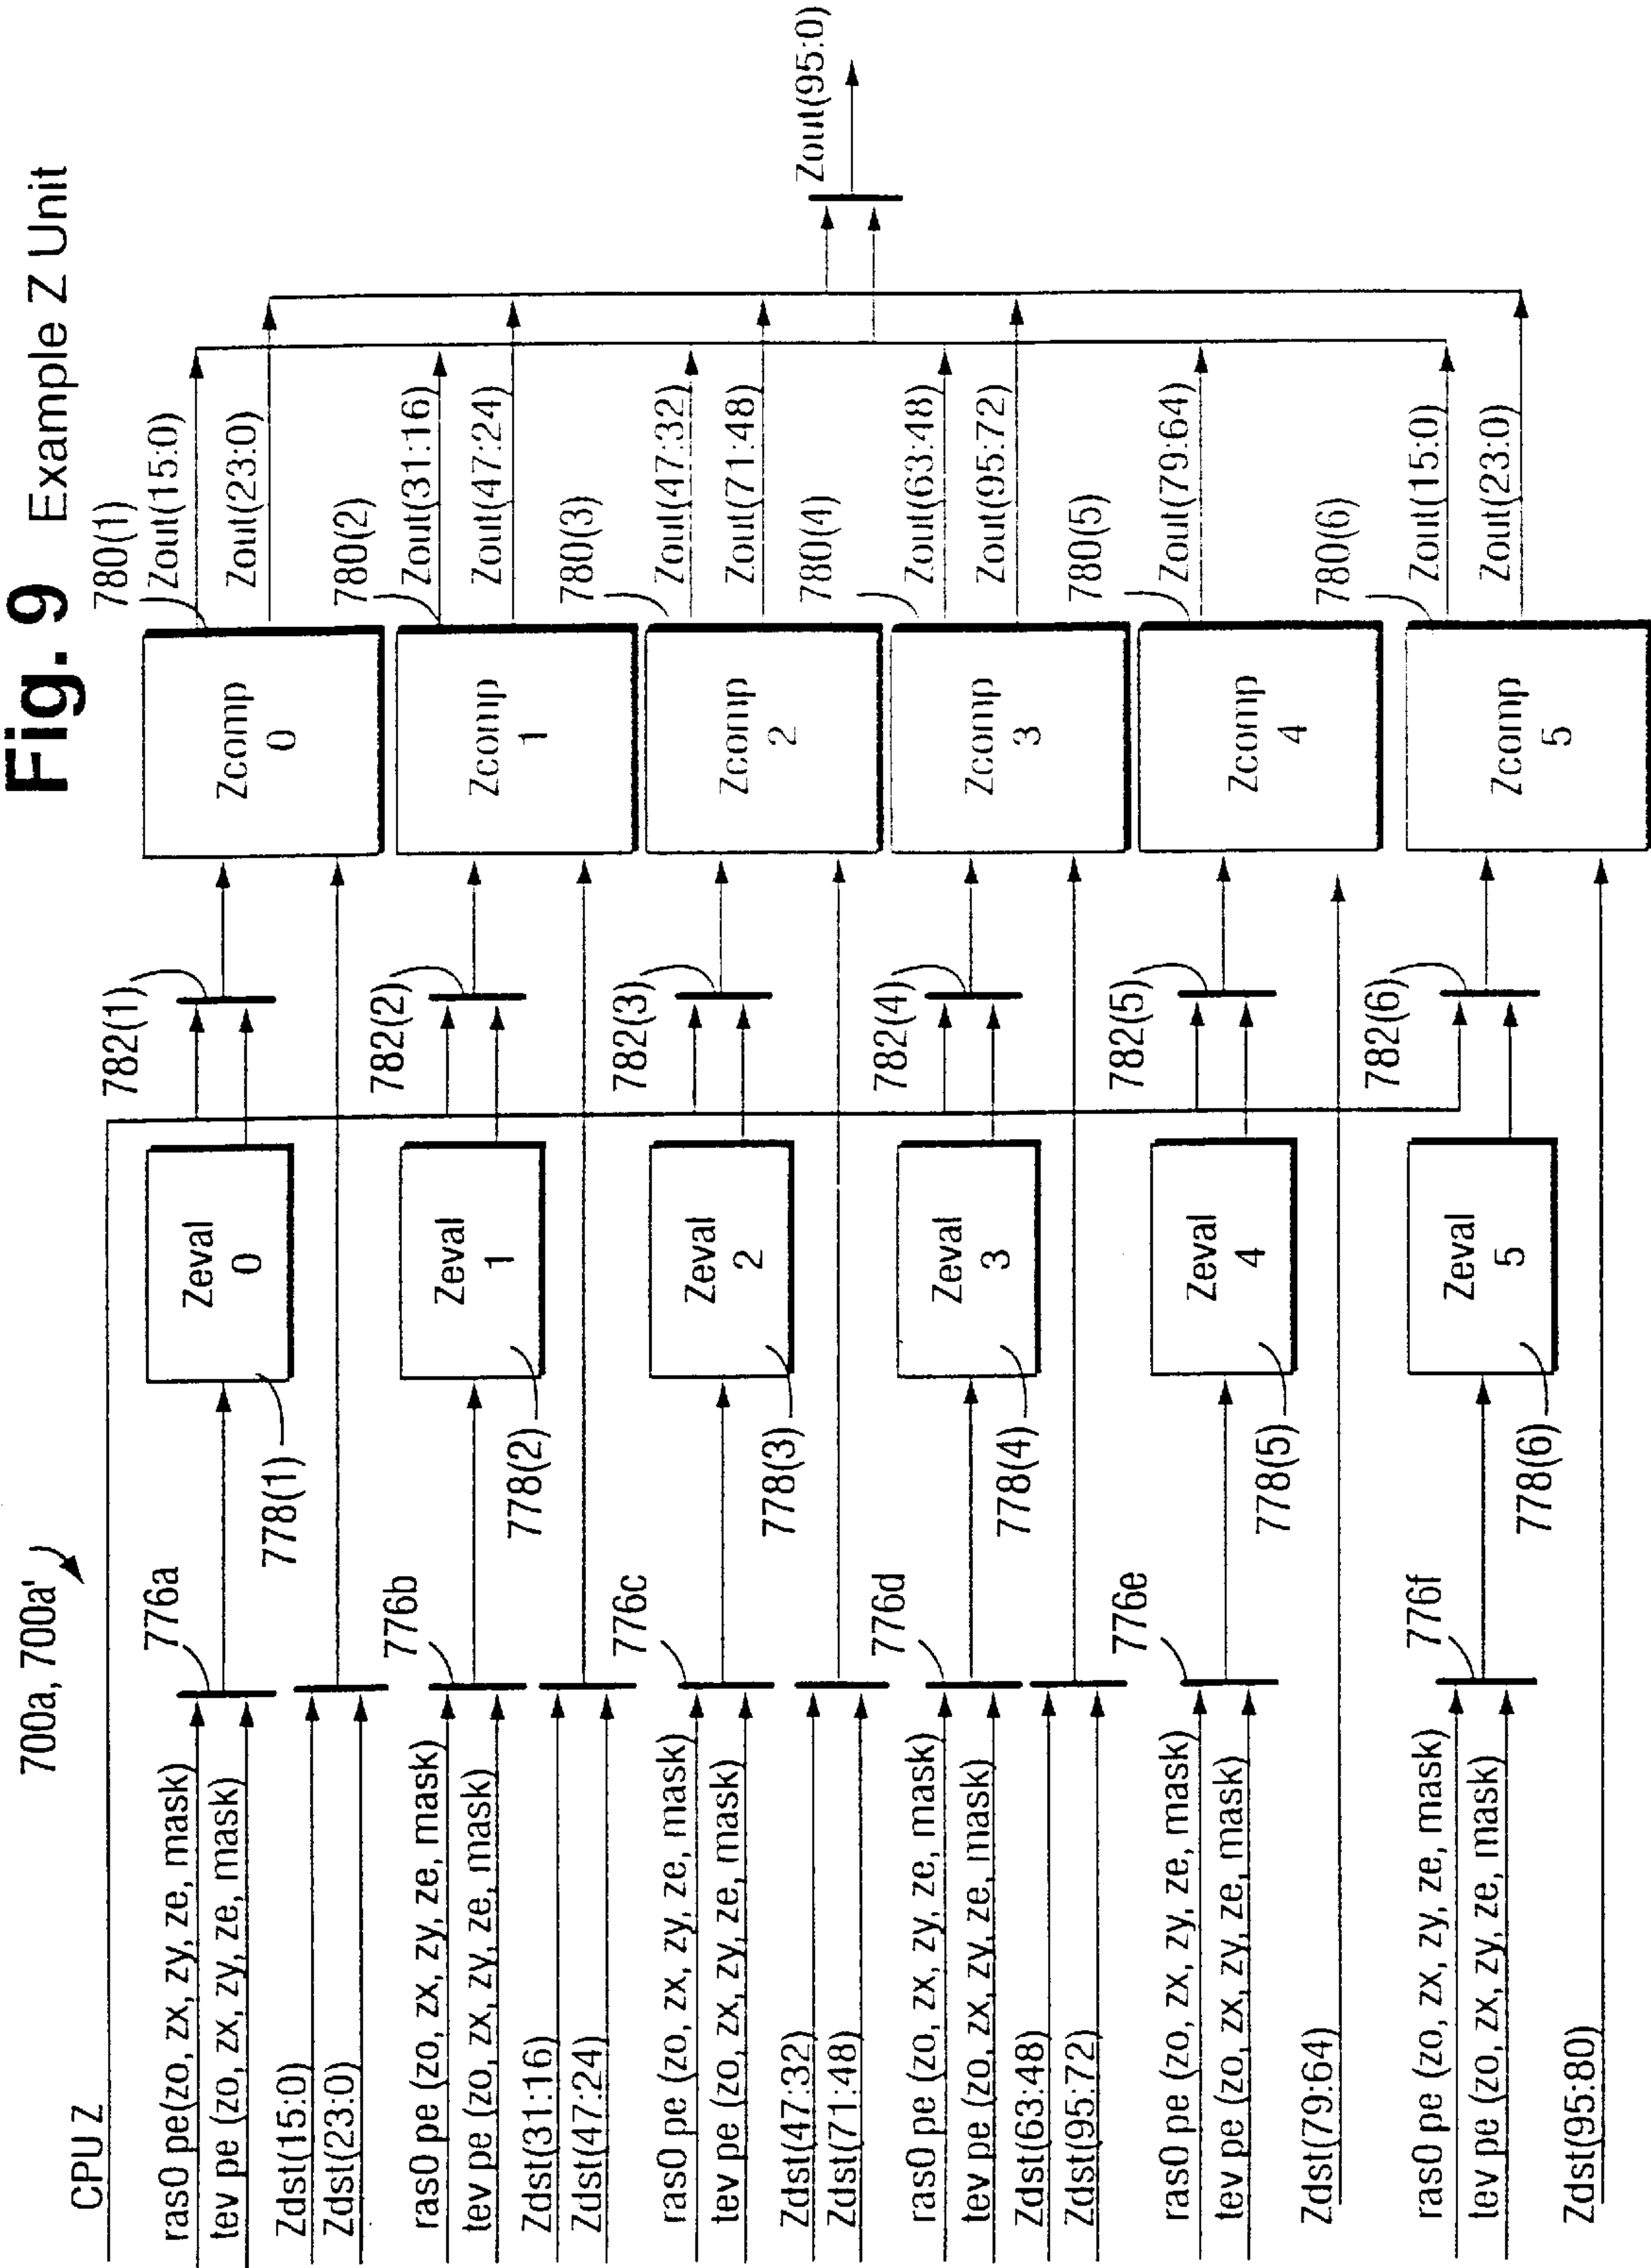 Fig. 9 Example Z Unit
700a, 700a'
CPU Z
ras0 pe(zo, zx, zy, ze, mask)
tev pe (zo, zx, zy, ze, mask)
776a
778(1)
Zeval
0
782(1)
Zcomp
0
780(1)
Zout(15:0)
Zout(23:0)
Zdst(15:0)
Zdst(23:0)
ras0 pe (zo, zx, zy, ze, mask)
tev pe (zo, zx, zy, ze, mask)
776b
778(2)
Zeval
1
782(2)
Zcomp
1
780(2)
Zout(31:16)
Zout(47:24)
Zdst(31:16)
Zdst(47:24)
ras0 pe (zo, zx, zy, ze, mask)
tev pe (zo, zx, zy, ze, mask)
776c
778(3)
Zeval
2
782(3)
Zcomp
2
780(3)
Zout(47:32)
Zout(71:48)
Zdst(47:32)
Zdst(71:48)
ras0 pe (zo, zx, zy, ze, mask)
tev pe (zo, zx, zy, ze, mask)
776d
778(4)
Zeval
3
782(4)
Zcomp
3
780(4)
Zout(63:48)
Zout(95:72)
Zdst(63:48)
Zdst(95:72)
ras0 pe (zo, zx, zy, ze, mask)
tev pe (zo, zx, zy, ze, mask)
776e
778(5)
Zeval
4
782(5)
Zcomp
4
780(5)
Zout(79:64)
Zdst(79:64)
ras0 pe (zo, zx, zy, ze, mask)
tev pe (zo, zx, zy, ze, mask)
776f
778(6)
Zeval
5
782(6)
Zcomp
5
780(6)
Zout(15:0)
Zout(23:0)
Zdst(95:80)
Zout(95:0)